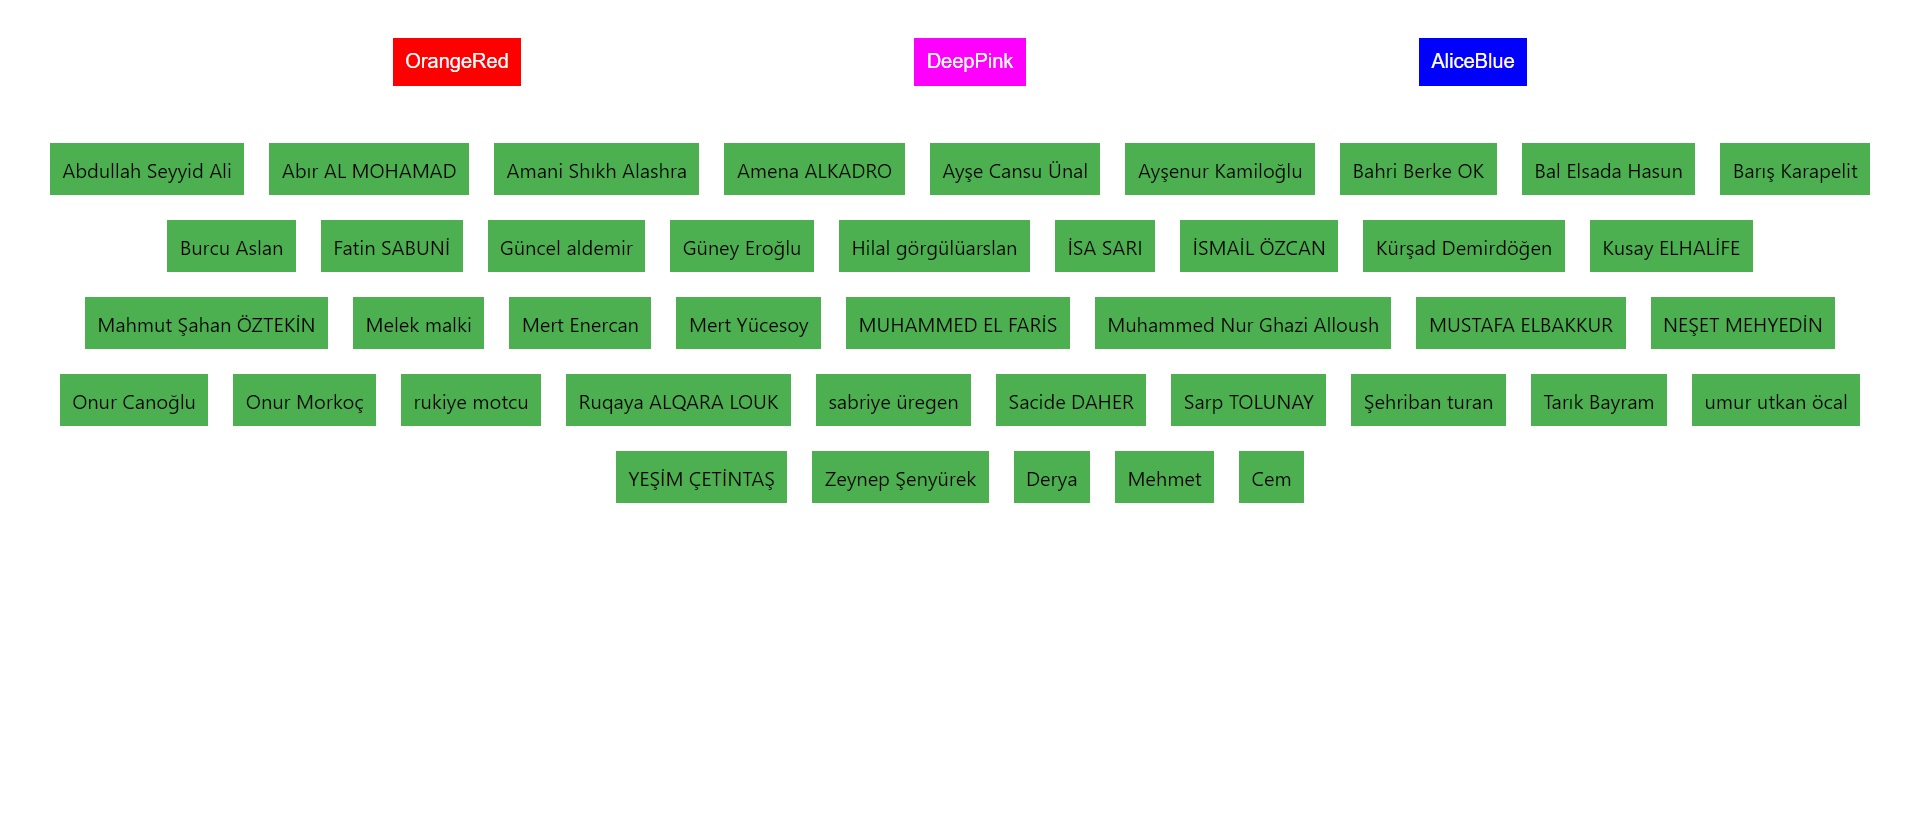 OrangeRed DeepPink AliceBlue
Abdullah Seyyid Ali Abır AL MOHAMAD Amani Shıkh Alashra Amena ALKADRO Ayşe Cansu Ünal Ayşenur Kamiloğlu Bahri Berke OK Bal Elsada Hasun Barış Karapelit
Burcu Aslan Fatin SABUNİ Güncel aldemir Güney Eroğlu Hilal görgülüarslan İSA SARI İSMAİL ÖZCAN Kürşad Demirdöğen Kusay ELHALİFE
Mahmut Şahan ÖZTEKİN Melek malki Mert Enercan Mert Yücesoy MUHAMMED EL FARİS Muhammed Nur Ghazi Alloush MUSTAFA ELBAKKUR NEŞET MEHYEDİN
Onur Canoğlu Onur Morkoç rukiye motcu Ruqaya ALQARA LOUK sabriye üregen Sacide DAHER Sarp TOLUNAY Şehriban turan Tarık Bayram umur utkan öcal
YEŞİM ÇETİNTAŞ Zeynep Şenyürek Derya Mehmet Cem